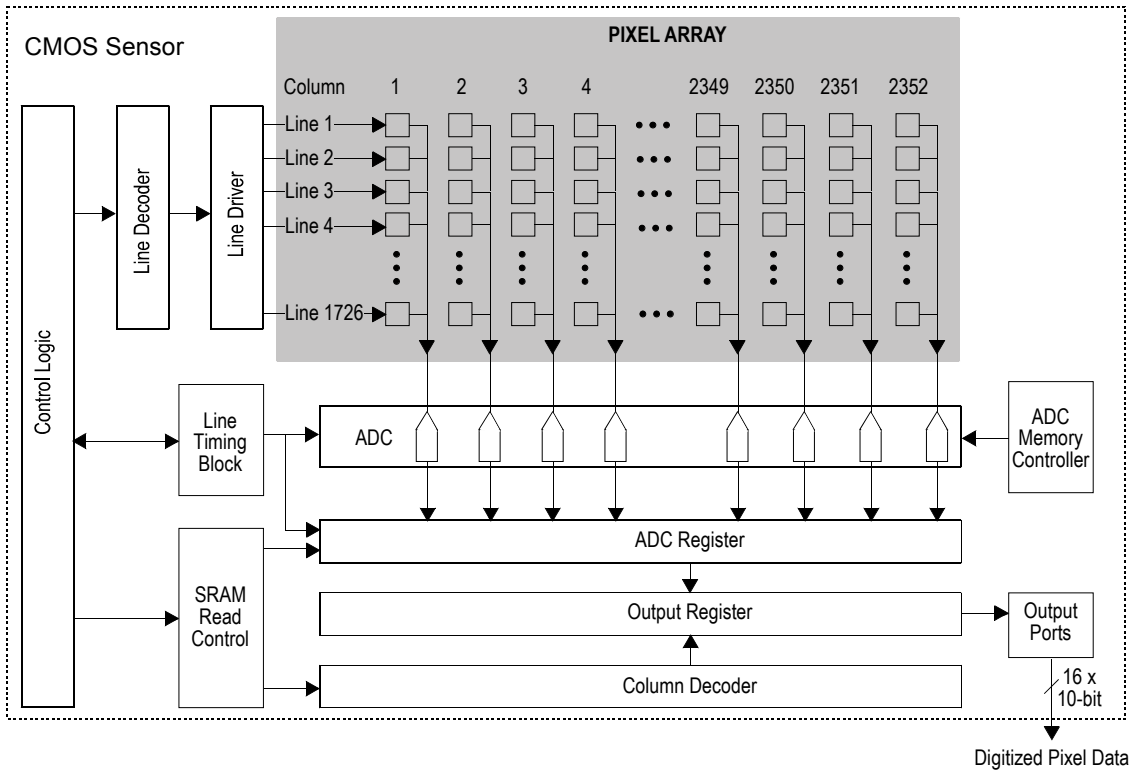 CMOS Sensor
PIXEL ARRAY
Column 1 2 3 4 2349 2350 2351 2352
Line 1
Line 2
Line 3
Line 4
Line 1726
Control Logic
Line Decoder
Line Driver
Line
Timing
Block
ADC
ADC
Memory
Controller
ADC Register
SRAM
Read
Control
Output Register
Output
Ports
Column Decoder
16 x
10-bit
Digitized Pixel Data